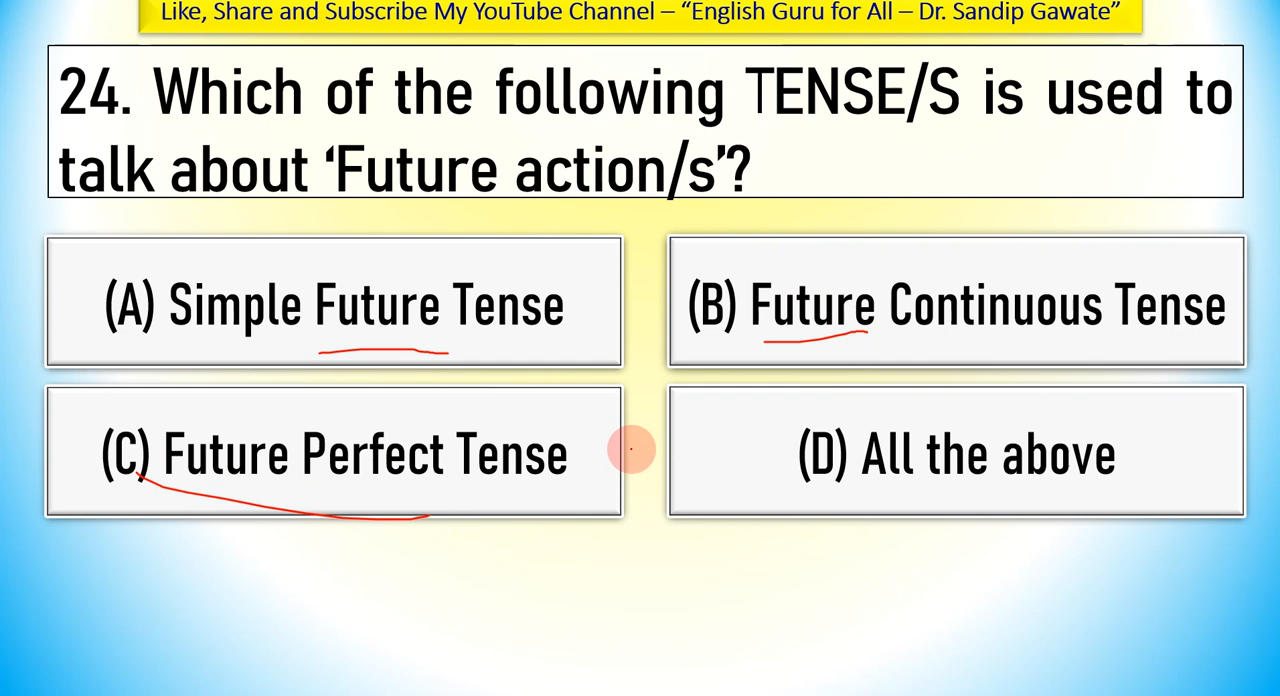 Like, Share and Subscribe My YouTube Channel – “English Guru for All – Dr. Sandip Gawate”
24. Which of the following TENSE/S is used to
talk about ‘Future action/s’?
(A) Simple Future Tense
(B) Future Continuous Tense
(C) Future Perfect Tense
(D) All the above